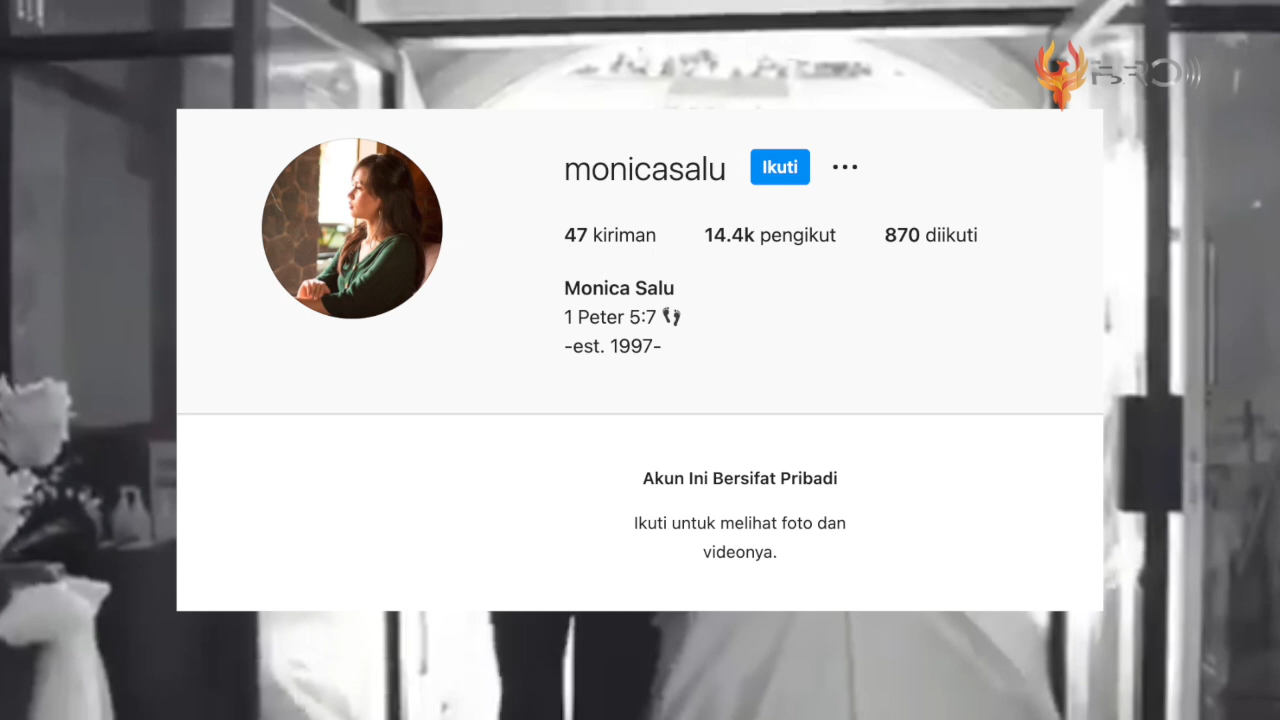 monicasalu Ikuti
47 kiriman 14.4k pengikut 870 diikuti
Monica Salu
1 Peter 5:7 👣
-est. 1997-
Akun Ini Bersifat Pribadi
Ikuti untuk melihat foto dan
videonya.